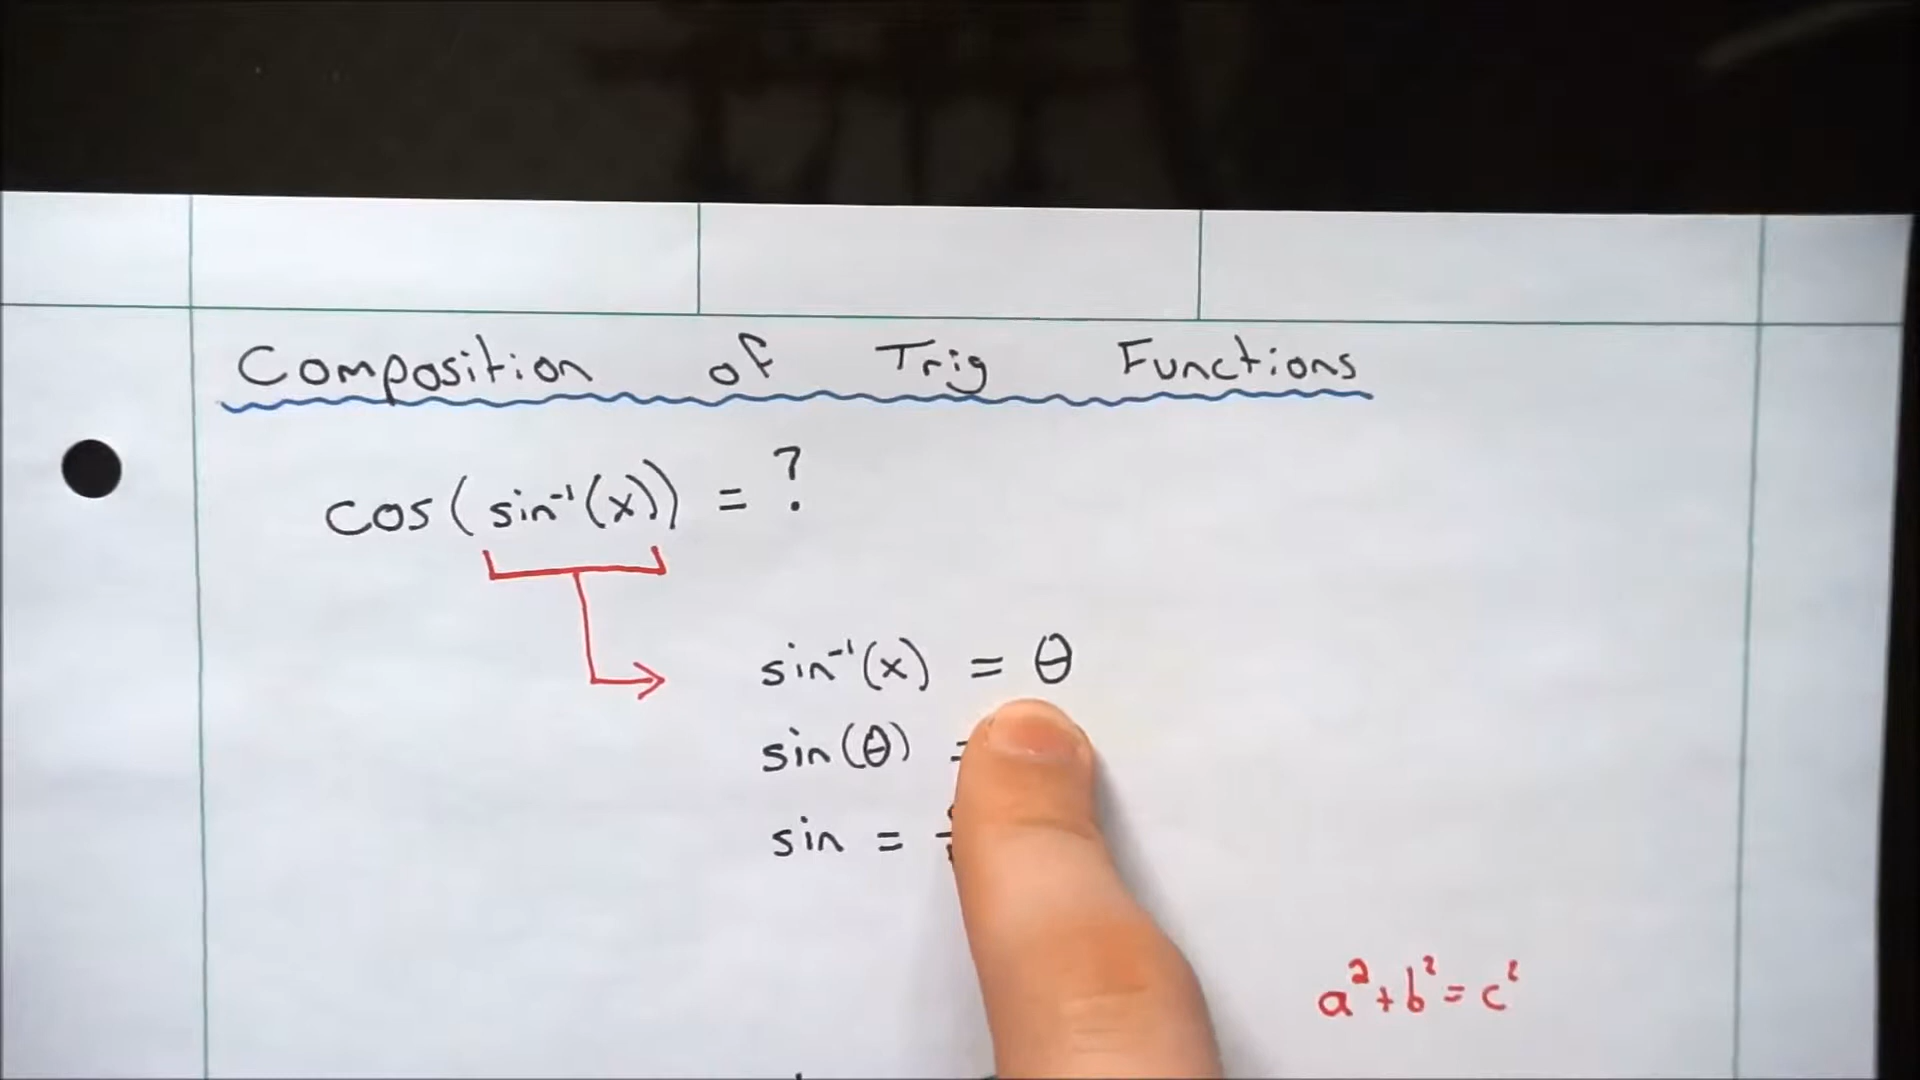 Composition of Trig Functions
cos(sin⁻¹(x)) = ?
sin⁻¹(x) = θ
sin(θ) =
sin =
a² + b² = c²